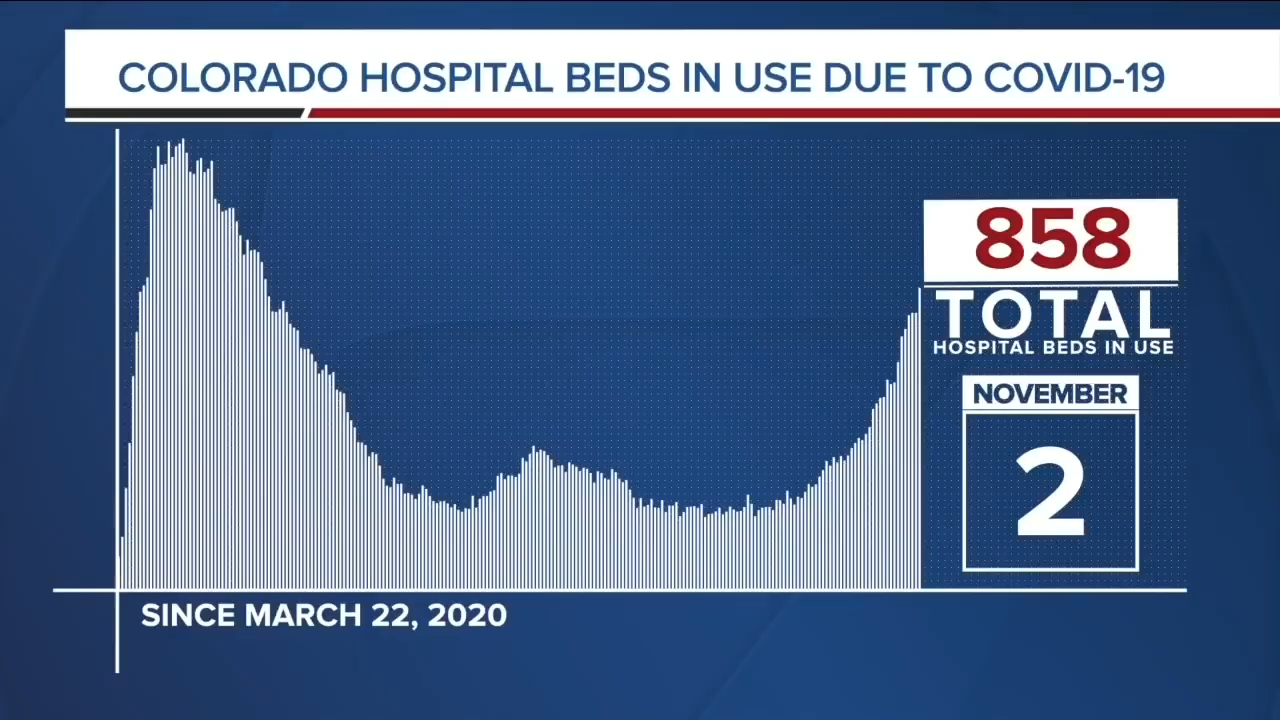 COLORADO HOSPITAL BEDS IN USE DUE TO COVID-19
858
TOTAL
HOSPITAL BEDS IN USE
NOVEMBER
2
SINCE MARCH 22, 2020